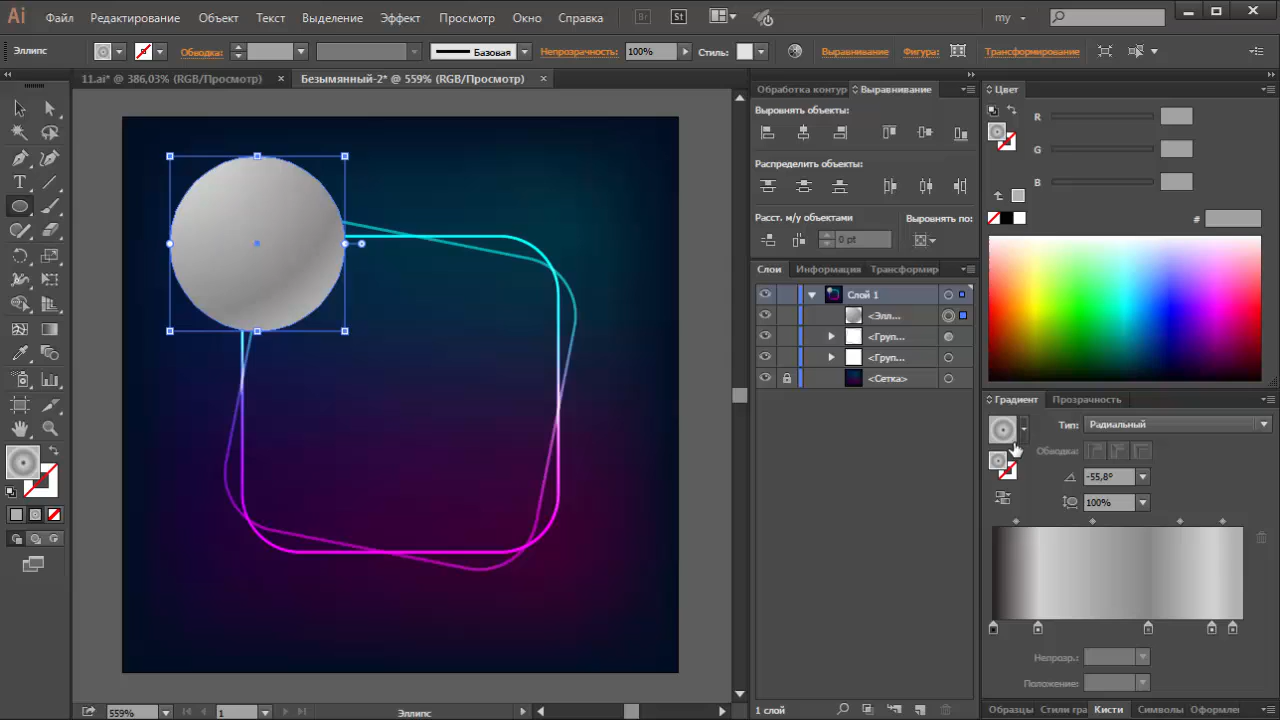 Ai Файл Редактирование Объект Текст Выделение Эффект Просмотр Окно Справка Br St my
Эллипс Обводка: Базовая Непрозрачность: 100% Стиль: Выравнивание Фигура: Трансформирование
11.ai* @ 386,03% (RGB/Просмотр) Безымянный-2* @ 559% (RGB/Просмотр)
Обработка контур Выравнивание
Выровнять объекты:
Распределить объекты:
Расст. м/у объектами Выровнять по:
0 pt
Слои Информация Трансформир
Слой 1
<Элл...
<Груп...
<Груп...
<Сетка>
1 слой
Цвет
R
G
B
#
Градиент Прозрачность
Тип: Радиальный
Обводка:
-55,8°
100%
Непрозр.:
Положение:
Образцы Стили гра Кисти Символы Оформлен
559% 1 Эллипс